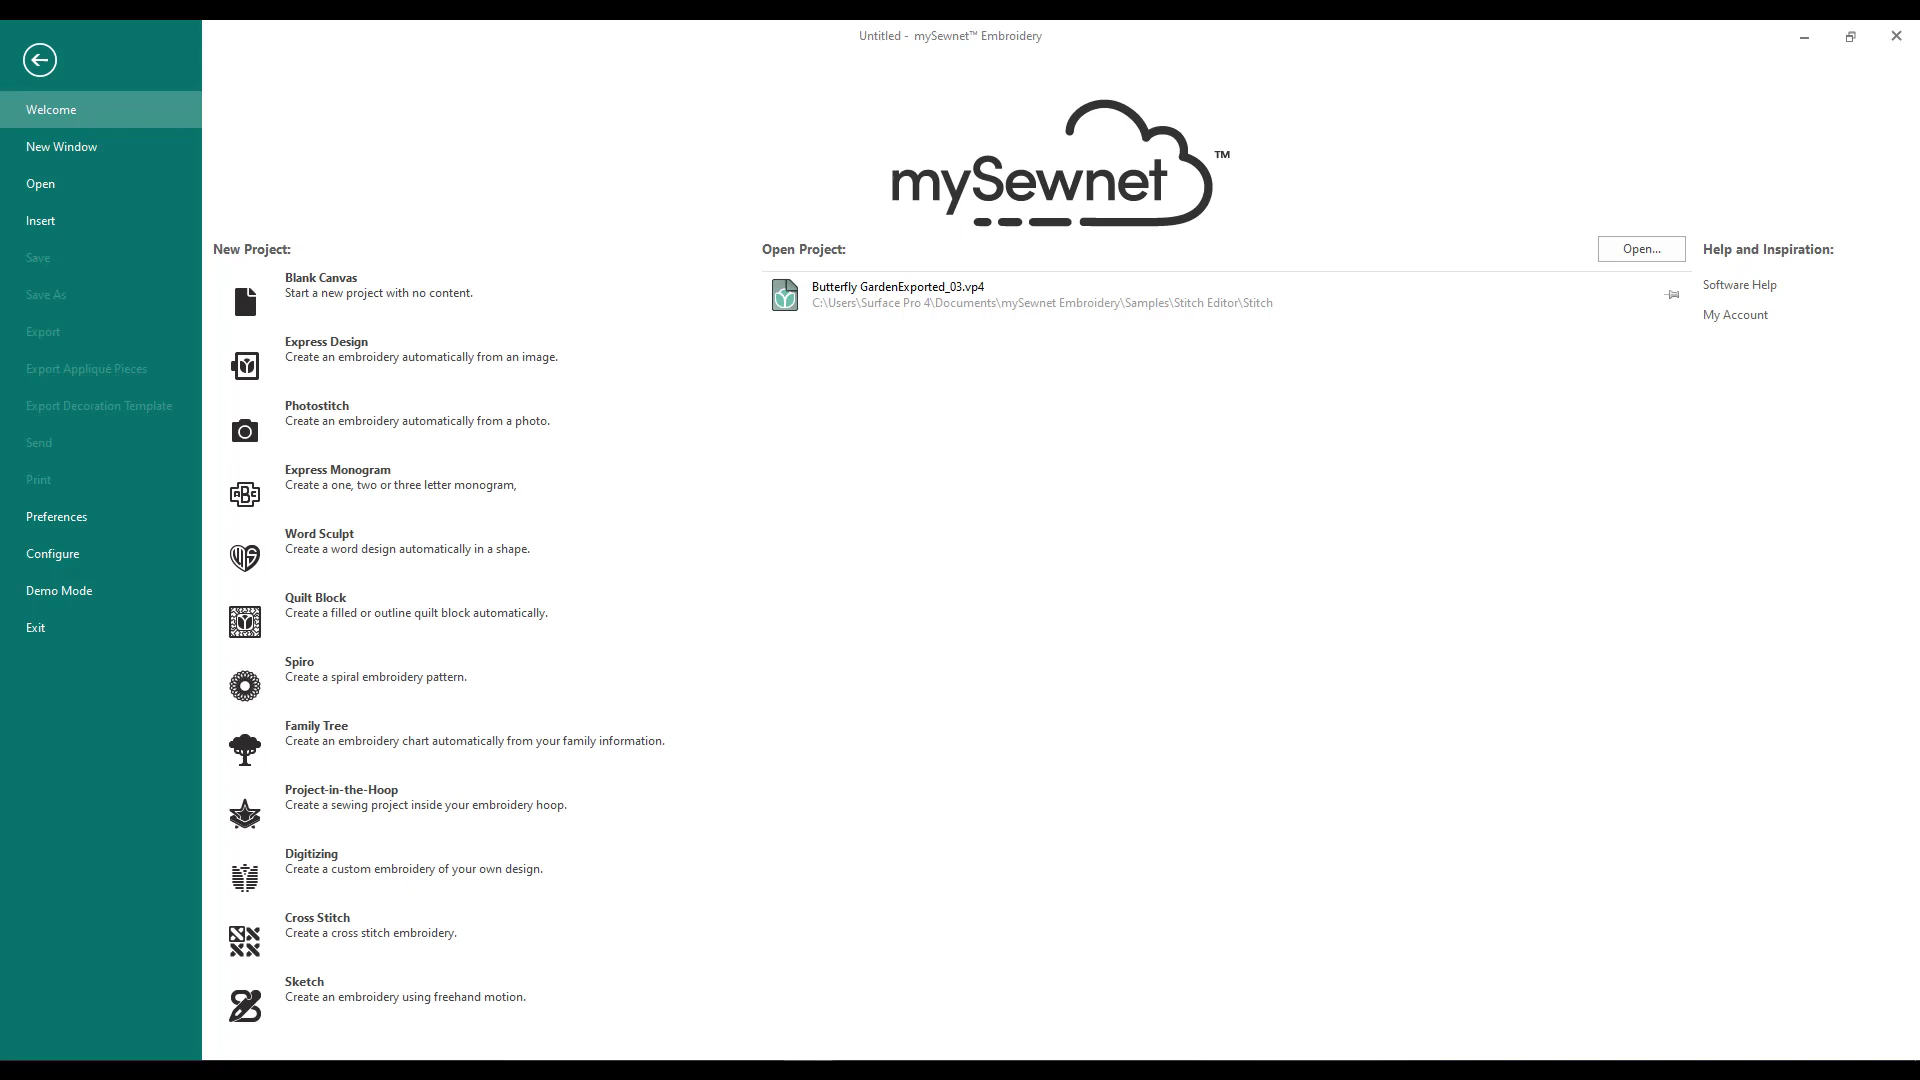 Untitled - mySewnet™ Embroidery
Welcome
New Window
Open
Insert
Save
Save As
Export
Export Appliqué Pieces
Export Decoration Template
Send
Print
Preferences
Configure
Demo Mode
Exit
mySewnet™
New Project:
Blank Canvas
Start a new project with no content.
Express Design
Create an embroidery automatically from an image.
Photostitch
Create an embroidery automatically from a photo.
ABC
Express Monogram
Create a one, two or three letter monogram,
WS
Word Sculpt
Create a word design automatically in a shape.
Quilt Block
Create a filled or outline quilt block automatically.
Spiro
Create a spiral embroidery pattern.
Family Tree
Create an embroidery chart automatically from your family information.
Project-in-the-Hoop
Create a sewing project inside your embroidery hoop.
Digitizing
Create a custom embroidery of your own design.
Cross Stitch
Create a cross stitch embroidery.
Sketch
Create an embroidery using freehand motion.
Open Project:
Open...
Butterfly GardenExported_03.vp4
C:\Users\Surface Pro 4\Documents\mySewnet Embroidery\Samples\Stitch Editor\Stitch
Help and Inspiration:
Software Help
My Account